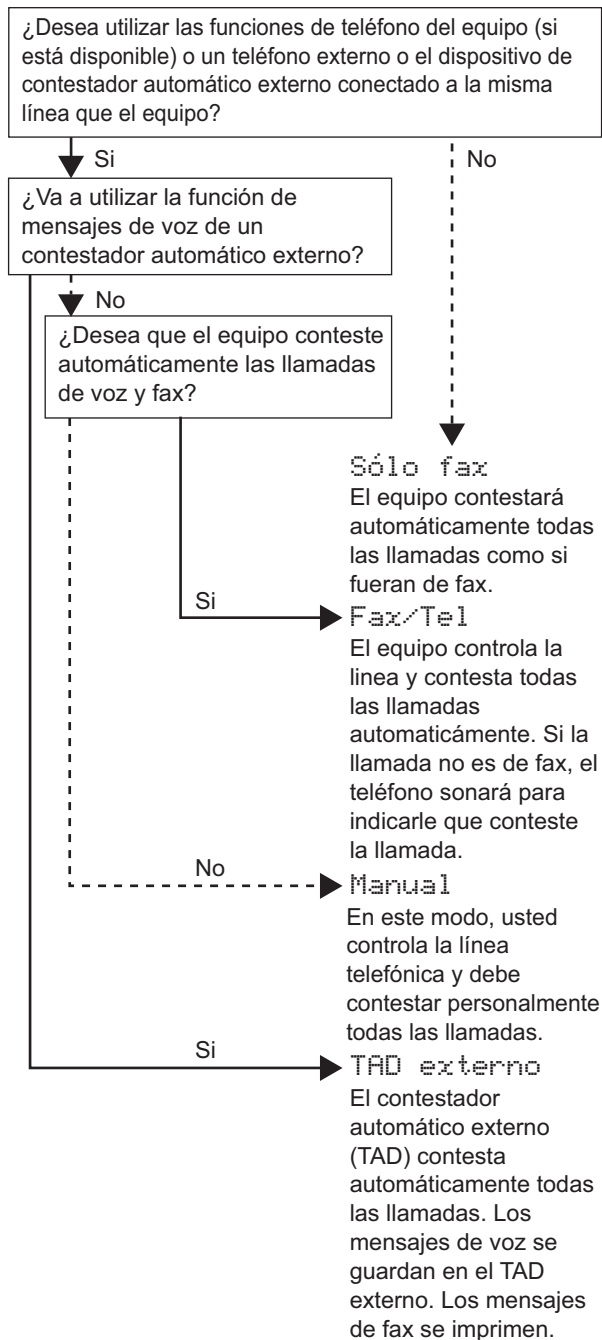 ¿Desea utilizar las funciones de teléfono del equipo (si
está disponible) o un teléfono externo o el dispositivo de
contestador automático externo conectado a la misma
línea que el equipo?
Si
No
¿Va a utilizar la función de
mensajes de voz de un
contestador automático externo?
No
¿Desea que el equipo conteste
automáticamente las llamadas
de voz y fax?
Sólo fax
El equipo contestará
automáticamente todas
las llamadas como si
fueran de fax.
Si
Fax/Tel
El equipo controla la
linea y contesta todas
las llamadas
automaticámente. Si la
llamada no es de fax, el
teléfono sonará para
indicarle que conteste
la llamada.
No
Manual
En este modo, usted
controla la línea
telefónica y debe
contestar personalmente
todas las llamadas.
Si
TAD externo
El contestador
automático externo
(TAD) contesta
automáticamente todas
las llamadas. Los
mensajes de voz se
guardan en el TAD
externo. Los mensajes
de fax se imprimen.